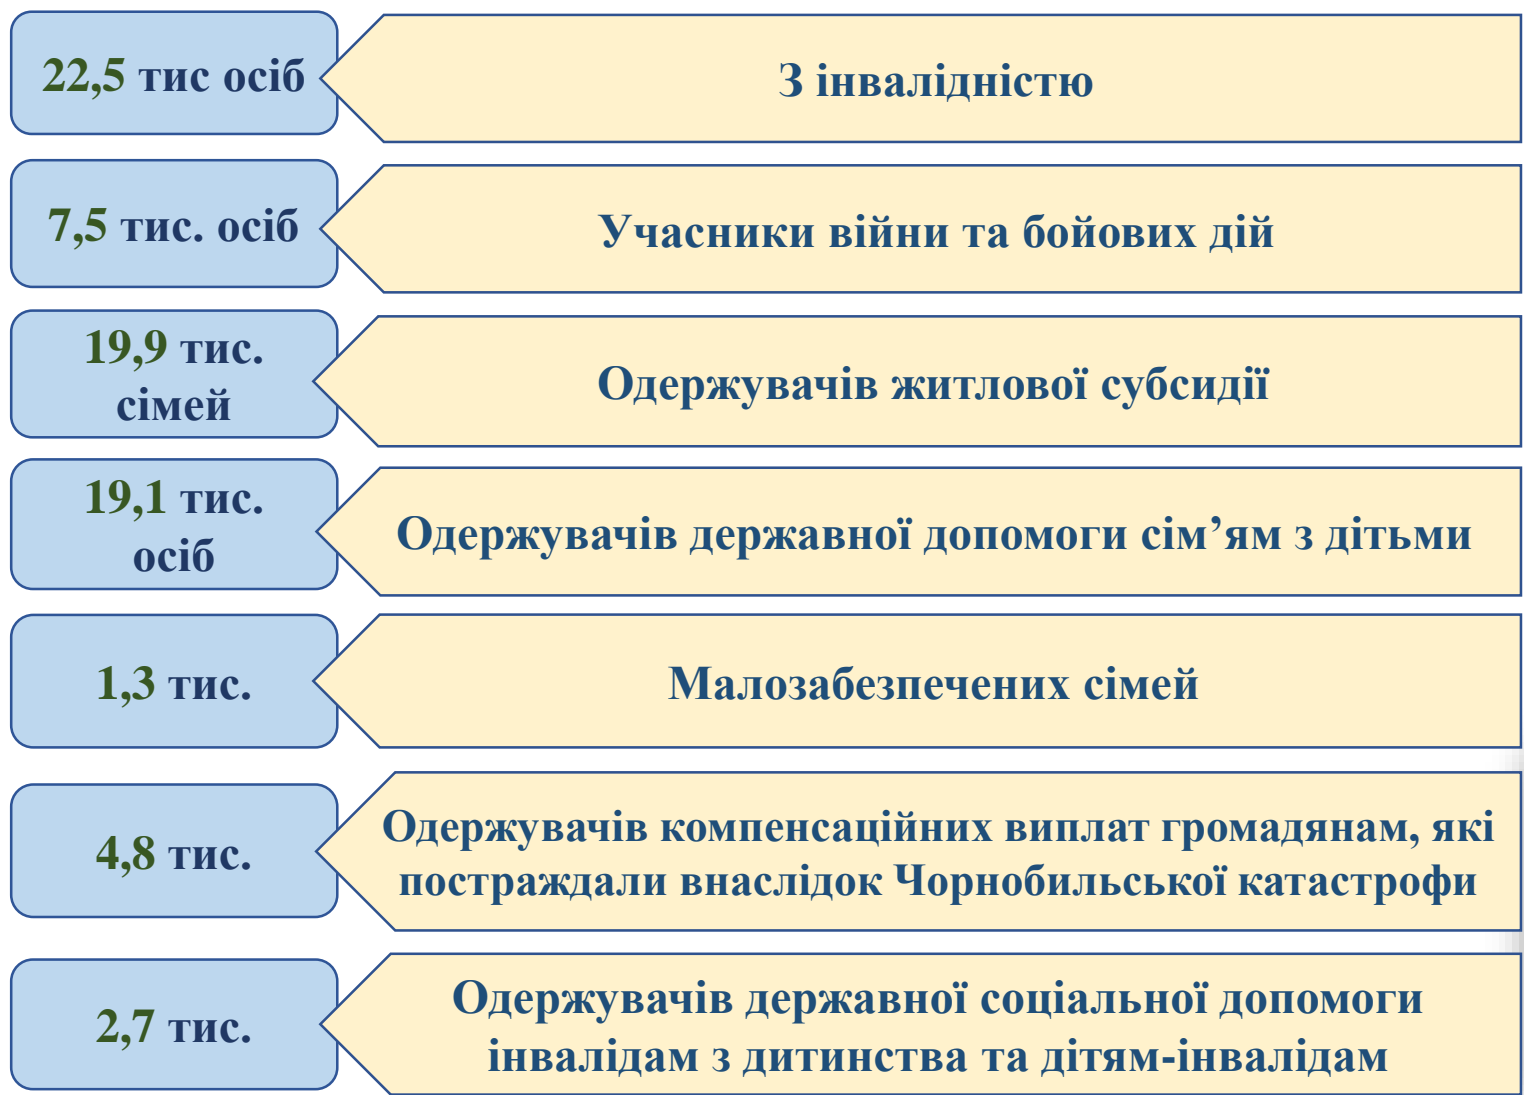 22,5 тис осіб
З інвалідністю
7,5 тис. осіб
Учасники війни та бойових дій
19,9 тис.
сімей
Одержувачів житлової субсидії
19,1 тис.
осіб
Одержувачів державної допомоги сім’ям з дітьми
1,3 тис.
Малозабезпечених сімей
4,8 тис.
Одержувачів компенсаційних виплат громадянам, які
постраждали внаслідок Чорнобильської катастрофи
2,7 тис.
Одержувачів державної соціальної допомоги
інвалідам з дитинства та дітям-інвалідам